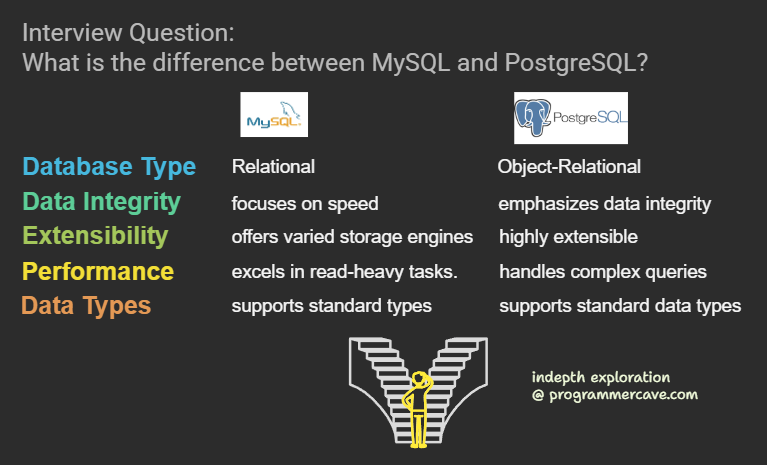 Interview Question:
What is the difference between MySQL and PostgreSQL?
MySQL PostgreSQL
Database Type Relational Object-Relational
Data Integrity focuses on speed emphasizes data integrity
Extensibility offers varied storage engines highly extensible
Performance excels in read-heavy tasks. handles complex queries
Data Types supports standard types supports standard data types
indepth exploration
@ programmercave.com